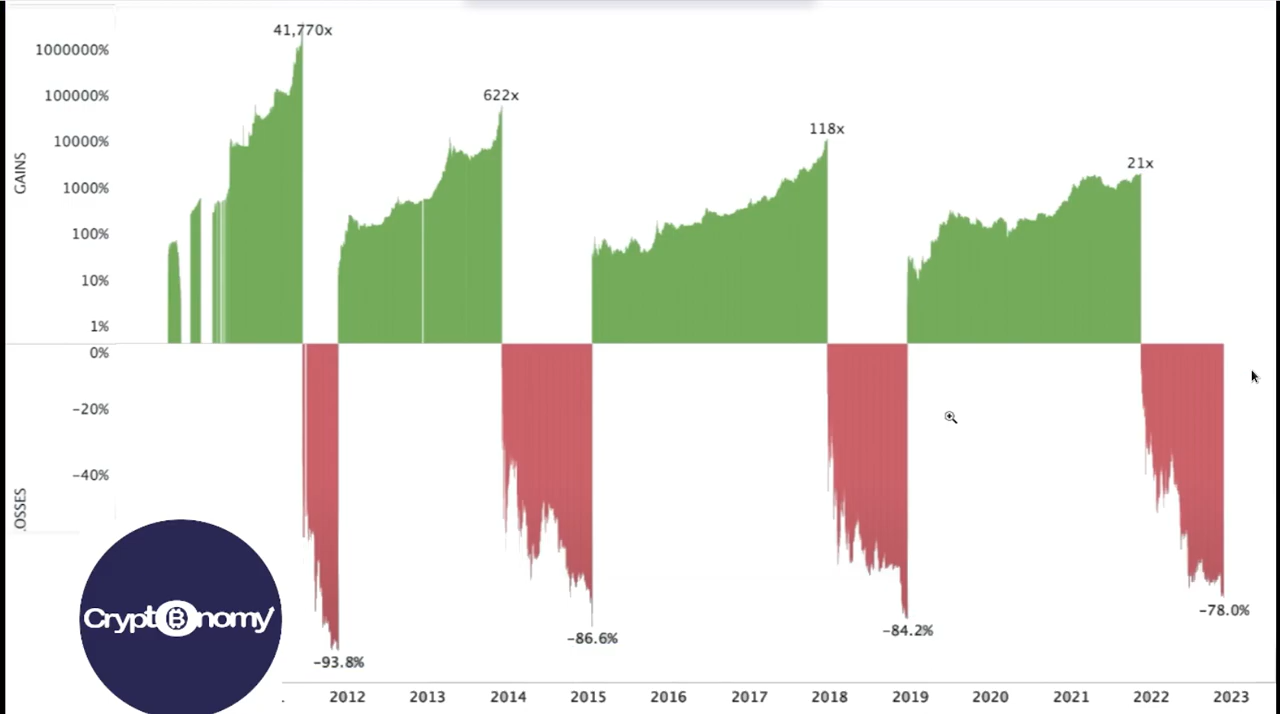 41,770x
1000000%
622x
100000%
118x
10000%
21x
GAINS
1000%
100%
10%
1%
0%
-20%
-40%
OSSES
CryptBnomy
-78.0%
-84.2%
-86.6%
-93.8%
2012 2013 2014 2015 2016 2017 2018 2019 2020 2021 2022 2023